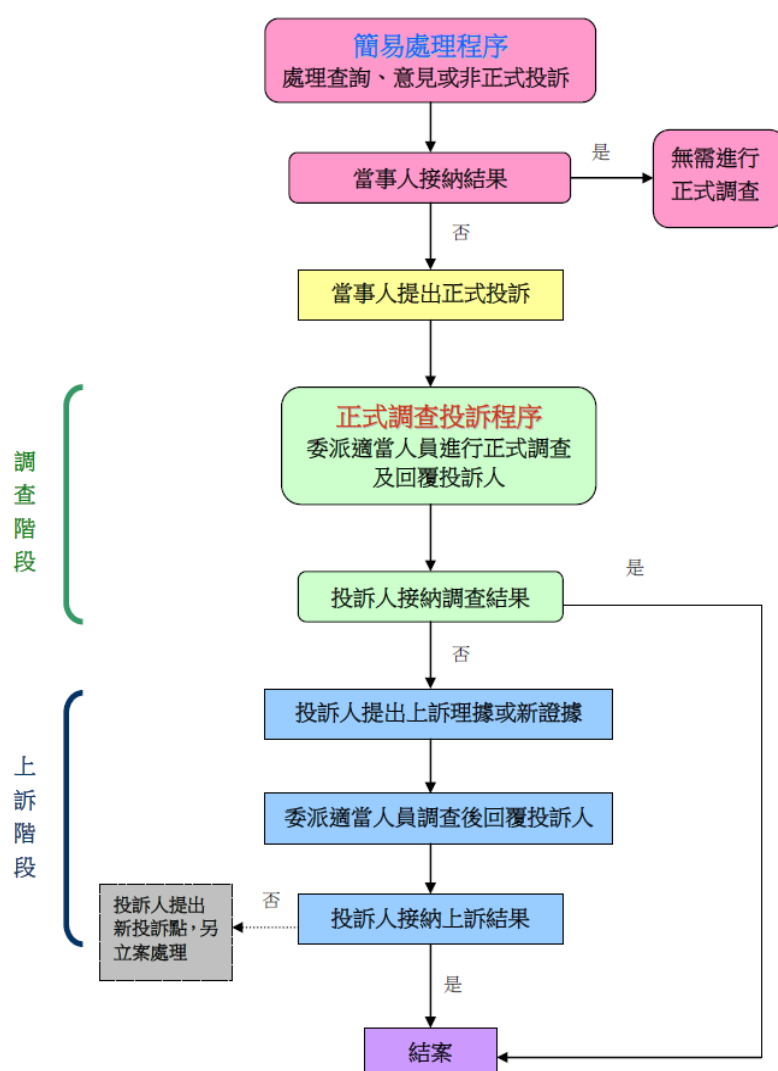 簡易處理程序
處理查詢、意見或非正式投訴
當事人接納結果
是
無需進行
正式調查
否
當事人提出正式投訴
調
查
階
段
正式調查投訴程序
委派適當人員進行正式調查
及回覆投訴人
投訴人接納調查結果
是
否
上
訴
階
段
投訴人提出上訴理據或新證據
委派適當人員調查後回覆投訴人
投訴人接納上訴結果
否
投訴人提出
新投訴點，另
立案處理
是
結案